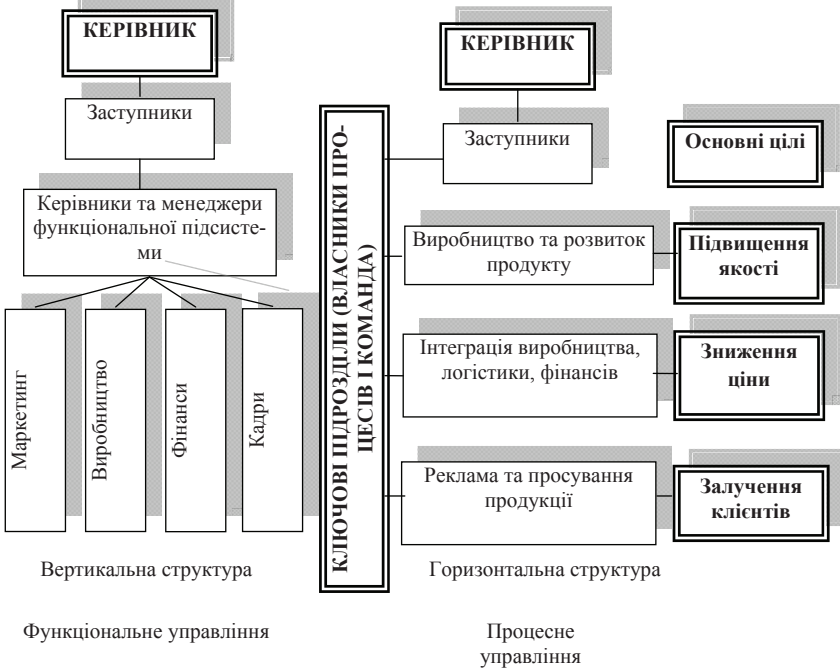 КЕРІВНИК
Заступники
Керівники та менеджери
функціональної підсисте-
ми
Маркетинг
Виробництво
Фінанси
Кадри
Вертикальна структура
Функціональне управління
КЛЮЧОВІ ПІДРОЗДІЛИ (ВЛАСНИКИ ПРО-
ЦЕСІВ І КОМАНДА)
КЕРІВНИК
Заступники
Основні цілі
Виробництво та розвиток
продукту
Підвищення
якості
Інтеграція виробництва,
логістики, фінансів
Зниження
ціни
Реклама та просування
продукції
Залучення
клієнтів
Горизонтальна структура
Процесне
управління